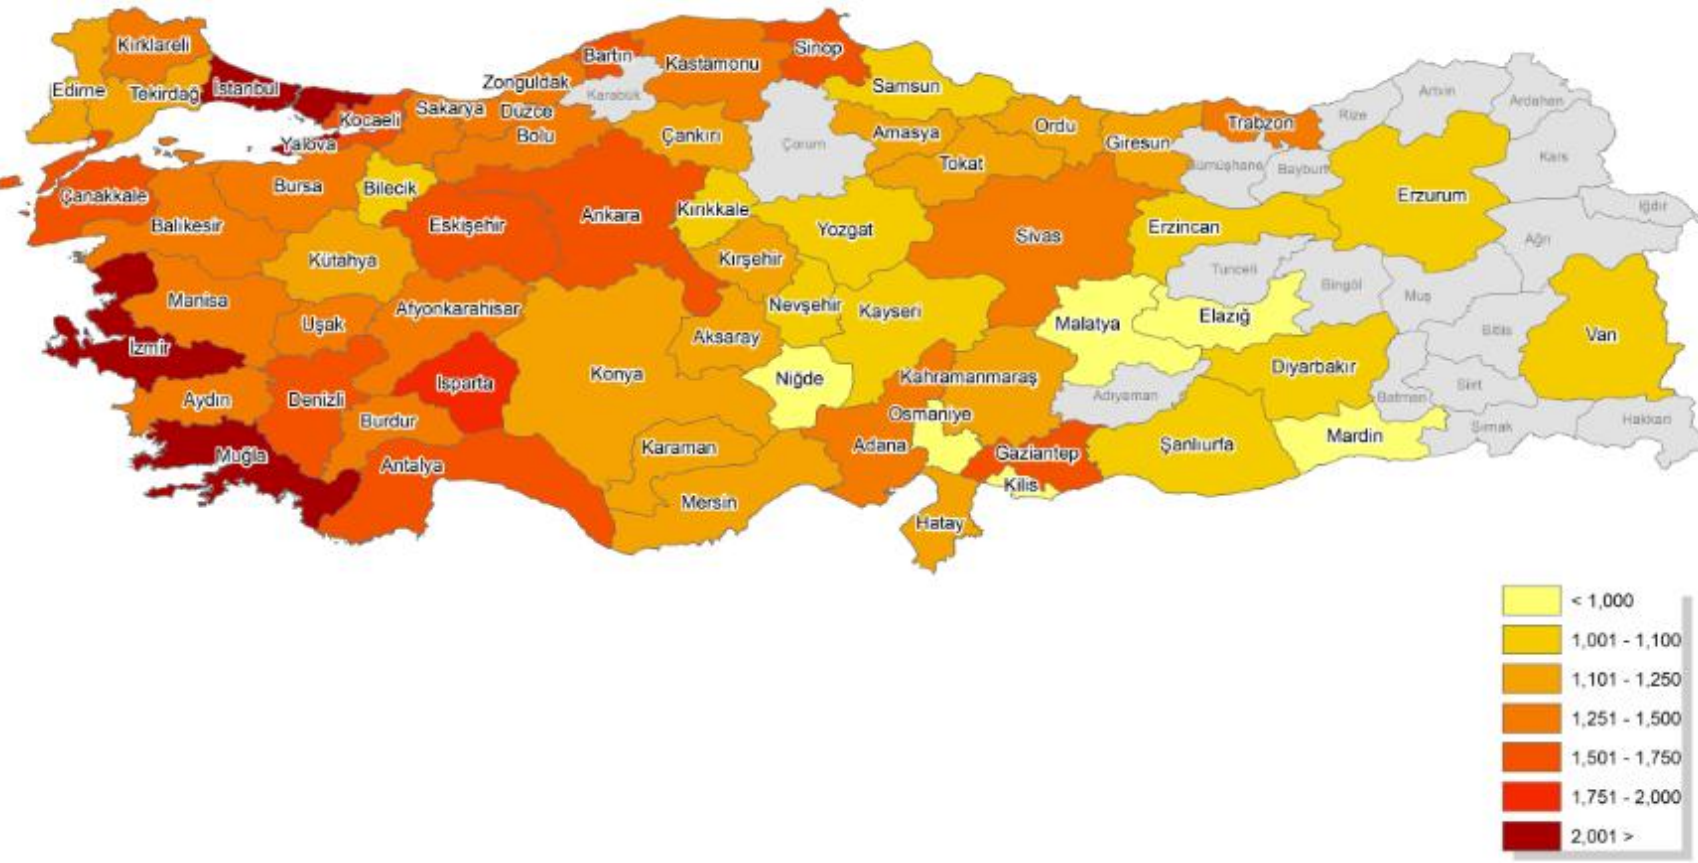 Kırklareli
Edirne
Tekirdağ
İstanbul
Kocaeli
Yalova
Sakarya
Zonguldak
Düzce
Bolu
Bartın
Karabük
Kastamonu
Sinop
Samsun
Çankırı
Çorum
Amasya
Tokat
Ordu
Giresun
Trabzon
Gümüşhane
Bayburt
Rize
Artvin
Ardahan
Kars
Iğdır
Ağrı
Erzurum
Erzincan
Çanakkale
Balıkesir
Bursa
Bilecik
Kütahya
Eskişehir
Ankara
Kırıkkale
Kırşehir
Yozgat
Sivas
Tunceli
Bingöl
Muş
Bitlis
Van
Manisa
İzmir
Uşak
Afyonkarahisar
Aydın
Denizli
Burdur
Isparta
Muğla
Antalya
Konya
Aksaray
Nevşehir
Kayseri
Niğde
Karaman
Mersin
Adana
Osmaniye
Kahramanmaraş
Malatya
Elazığ
Adıyaman
Diyarbakır
Batman
Siirt
Şırnak
Hakkari
Mardin
Şanlıurfa
Gaziantep
Kilis
Hatay
< 1,000
1,001 - 1,100
1,101 - 1,250
1,251 - 1,500
1,501 - 1,750
1,751 - 2,000
2,001 >